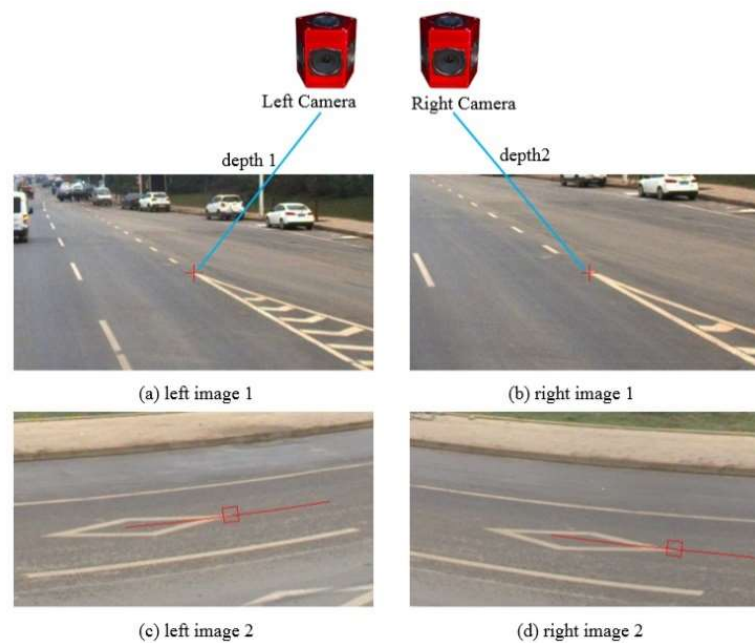 Left Camera
Right Camera
depth 1
depth2
(a) left image 1
(b) right image 1
(c) left image 2
(d) right image 2